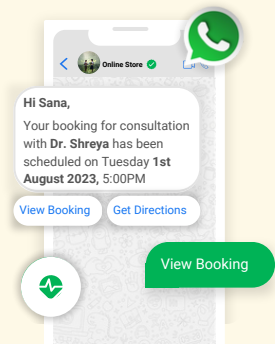 Online Store
Hi Sana,
Your booking for consultation
with Dr. Shreya has been
scheduled on Tuesday 1st
August 2023, 5:00PM
View Booking
Get Directions
View Booking